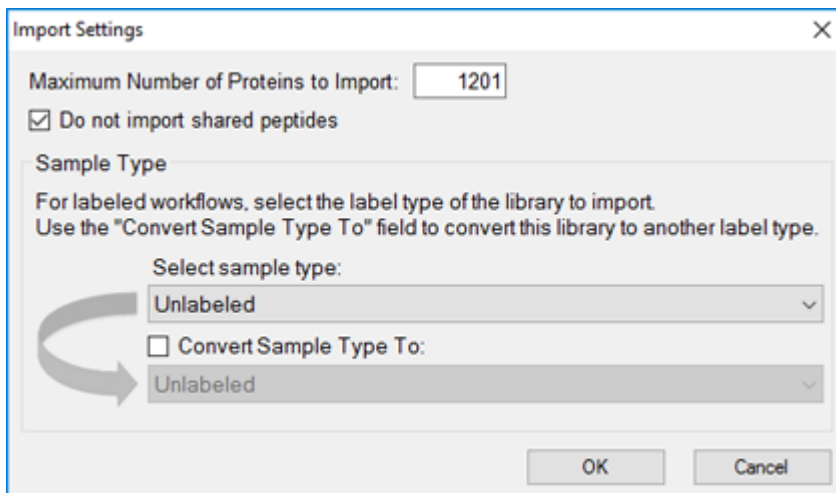 Import Settings
Maximum Number of Proteins to Import: 1201
Do not import shared peptides
Sample Type
For labeled workflows, select the label type of the library to import.
Use the "Convert Sample Type To" field to convert this library to another label type.
Select sample type:
Unlabeled
Convert Sample Type To:
Unlabeled
OK Cancel